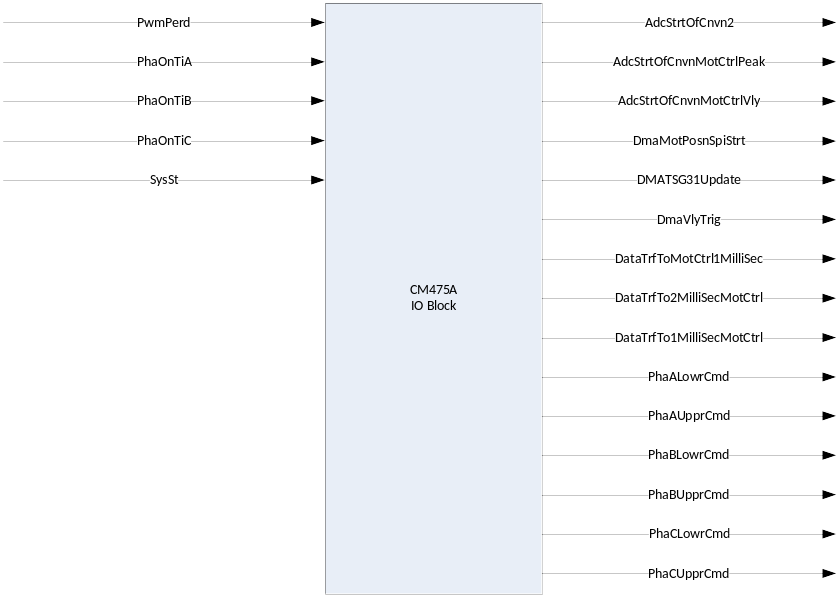 PwmPerd
PhaOnTiA
PhaOnTiB
PhaOnTiC
SysSt
CM475A
IO Block
AdcStrtOfCnvn2
AdcStrtOfCnvnMotCtrlPeak
AdcStrtOfCnvnMotCtrlVly
DmaMotPosnSpiStrt
DMATSG31Update
DmaVlyTrig
DataTrfToMotCtrl1MilliSec
DataTrfTo2MilliSecMotCtrl
DataTrfTo1MilliSecMotCtrl
PhaALowrCmd
PhaAUpprCmd
PhaBLowrCmd
PhaBUpprCmd
PhaCLowrCmd
PhaCUpprCmd